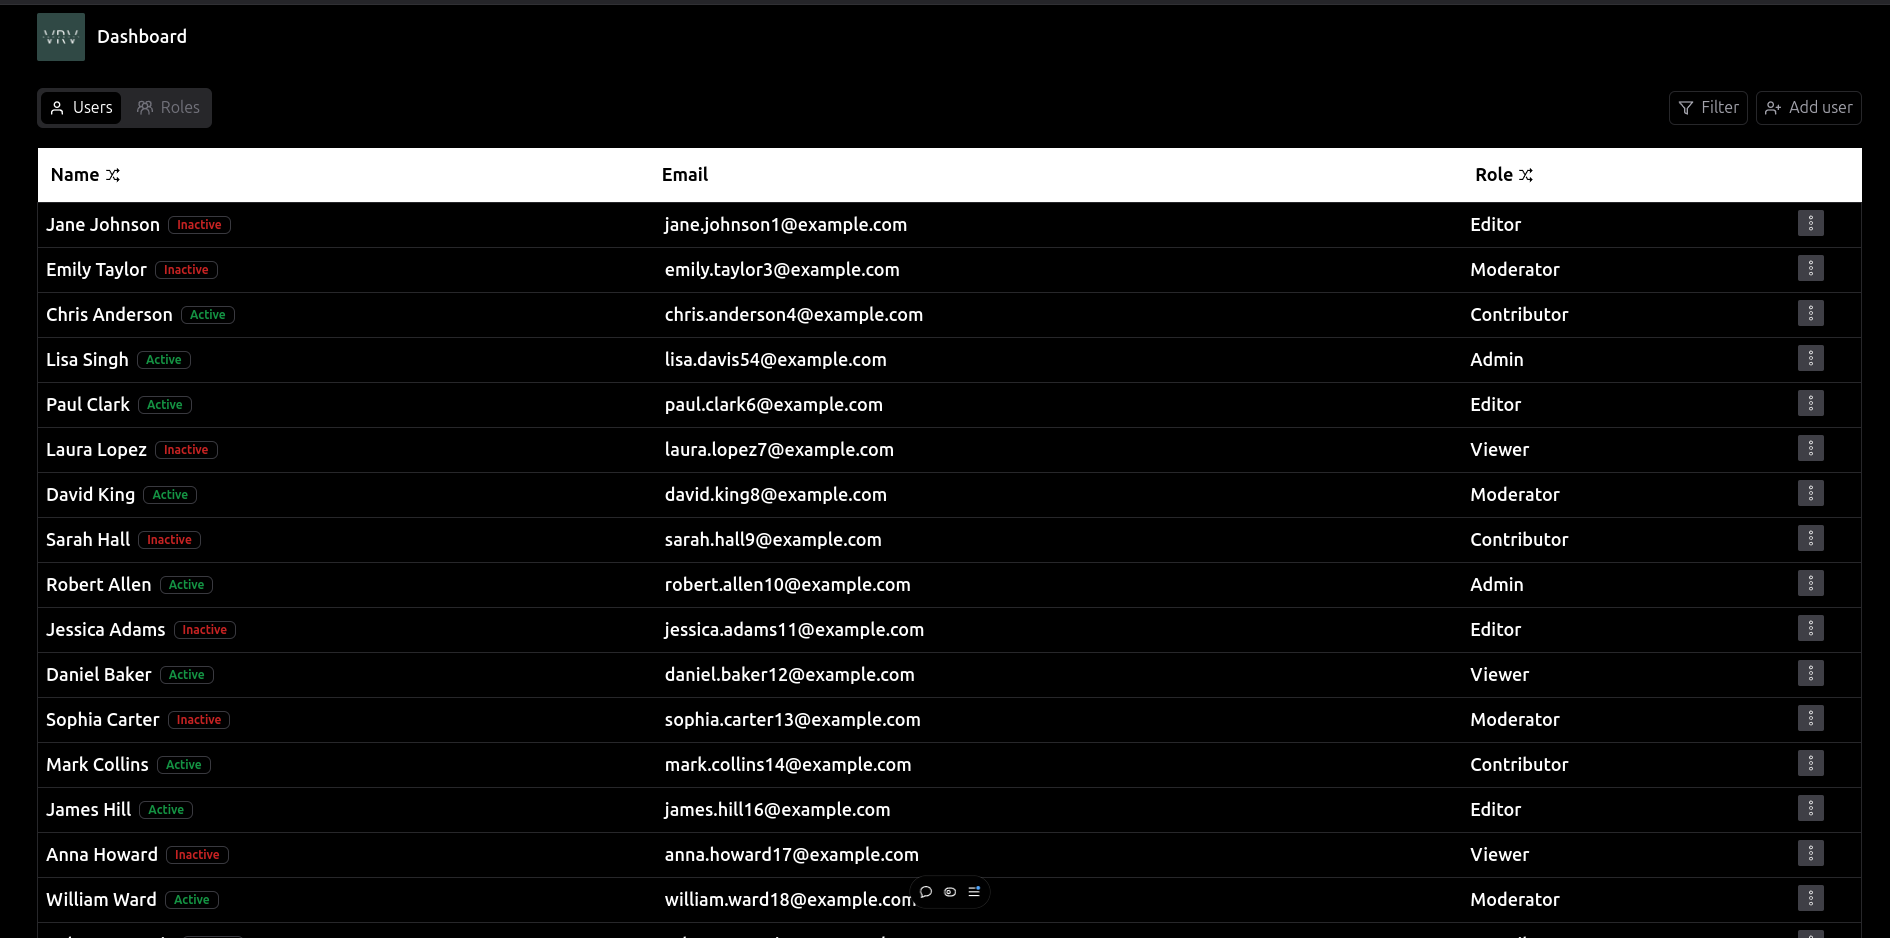 VRV Dashboard
Users Roles Filter Add user
Name Email Role
Jane Johnson Inactive jane.johnson1@example.com Editor
Emily Taylor Inactive emily.taylor3@example.com Moderator
Chris Anderson Active chris.anderson4@example.com Contributor
Lisa Singh Active lisa.davis54@example.com Admin
Paul Clark Active paul.clark6@example.com Editor
Laura Lopez Inactive laura.lopez7@example.com Viewer
David King Active david.king8@example.com Moderator
Sarah Hall Inactive sarah.hall9@example.com Contributor
Robert Allen Active robert.allen10@example.com Admin
Jessica Adams Inactive jessica.adams11@example.com Editor
Daniel Baker Active daniel.baker12@example.com Viewer
Sophia Carter Inactive sophia.carter13@example.com Moderator
Mark Collins Active mark.collins14@example.com Contributor
James Hill Active james.hill16@example.com Editor
Anna Howard Inactive anna.howard17@example.com Viewer
William Ward Active william.ward18@example.com Moderator